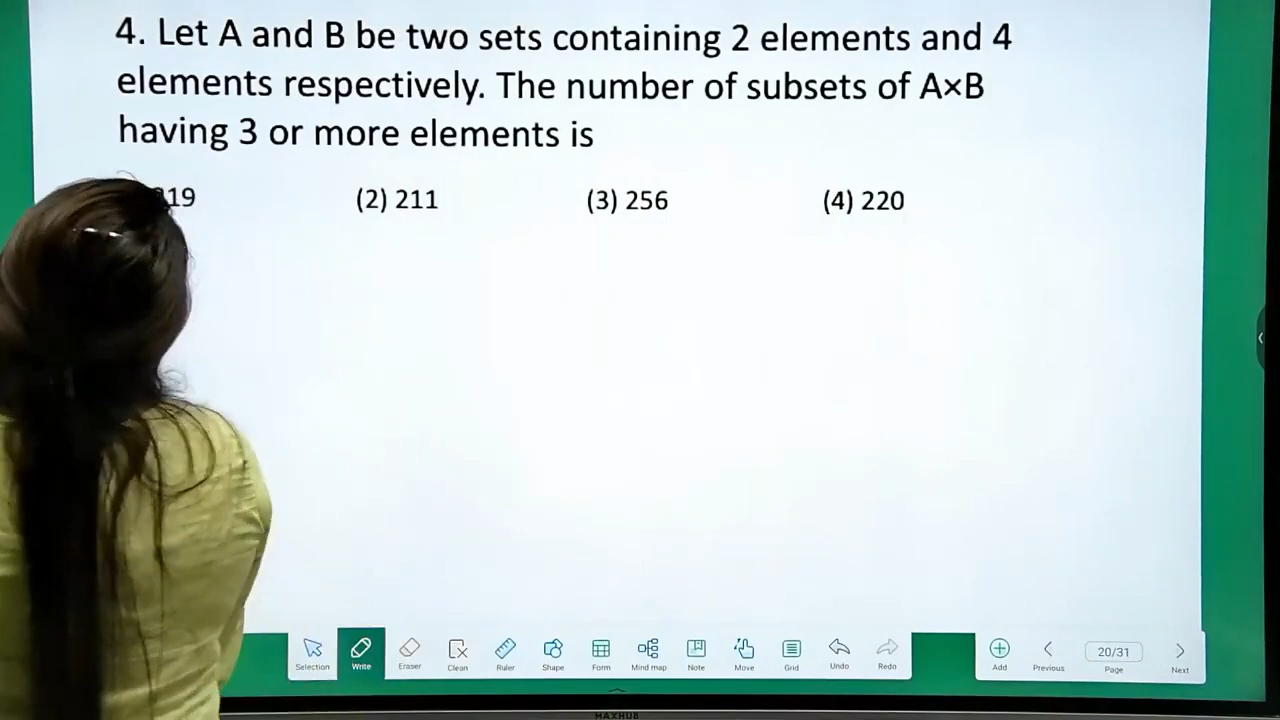 4. Let A and B be two sets containing 2 elements and 4
elements respectively. The number of subsets of A×B
having 3 or more elements is
19 (2) 211 (3) 256 (4) 220
Selection Write Eraser Clean Ruler Shape Form Mind map Note Move Grid Undo Redo Add Previous 20/31 Page Next
MAXHUB